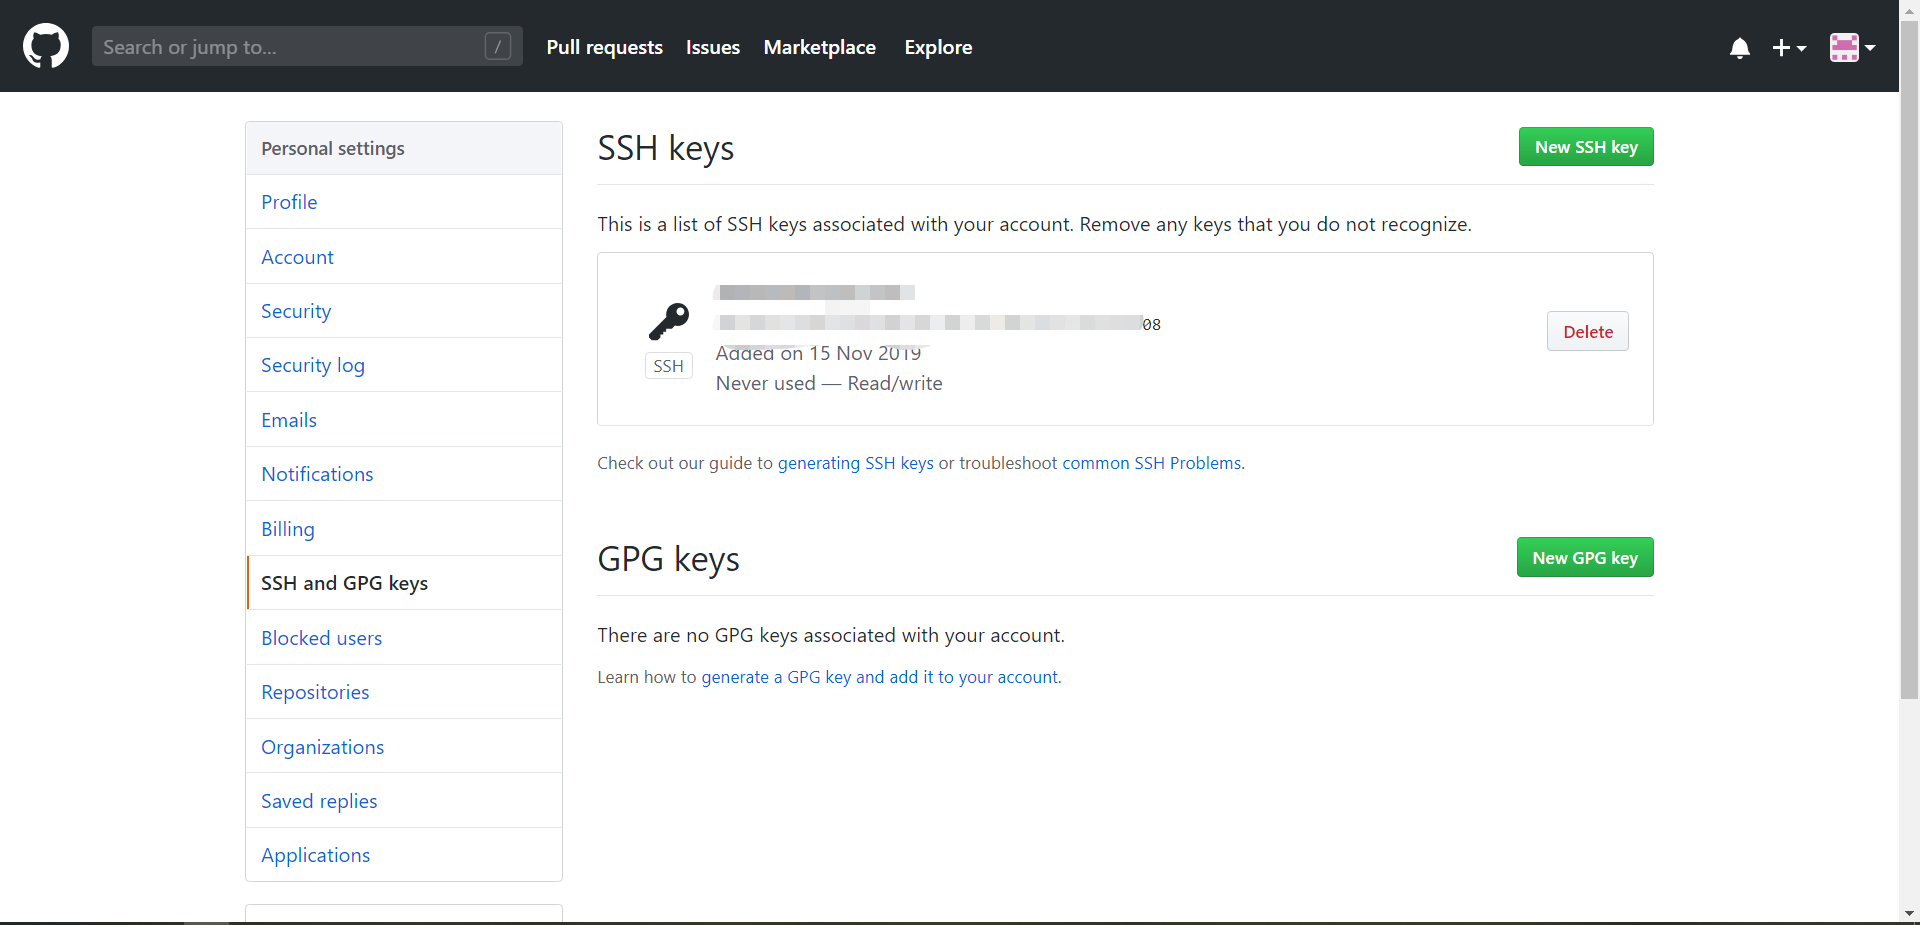 Search or jump to... /
Pull requests
Issues
Marketplace
Explore
Personal settings
Profile
Account
Security
Security log
Emails
Notifications
Billing
SSH and GPG keys
Blocked users
Repositories
Organizations
Saved replies
Applications
SSH keys
New SSH key
This is a list of SSH keys associated with your account. Remove any keys that you do not recognize.
08
SSH
Added on 15 Nov 2019
Never used — Read/write
Delete
Check out our guide to generating SSH keys or troubleshoot common SSH Problems.
GPG keys
New GPG key
There are no GPG keys associated with your account.
Learn how to generate a GPG key and add it to your account.